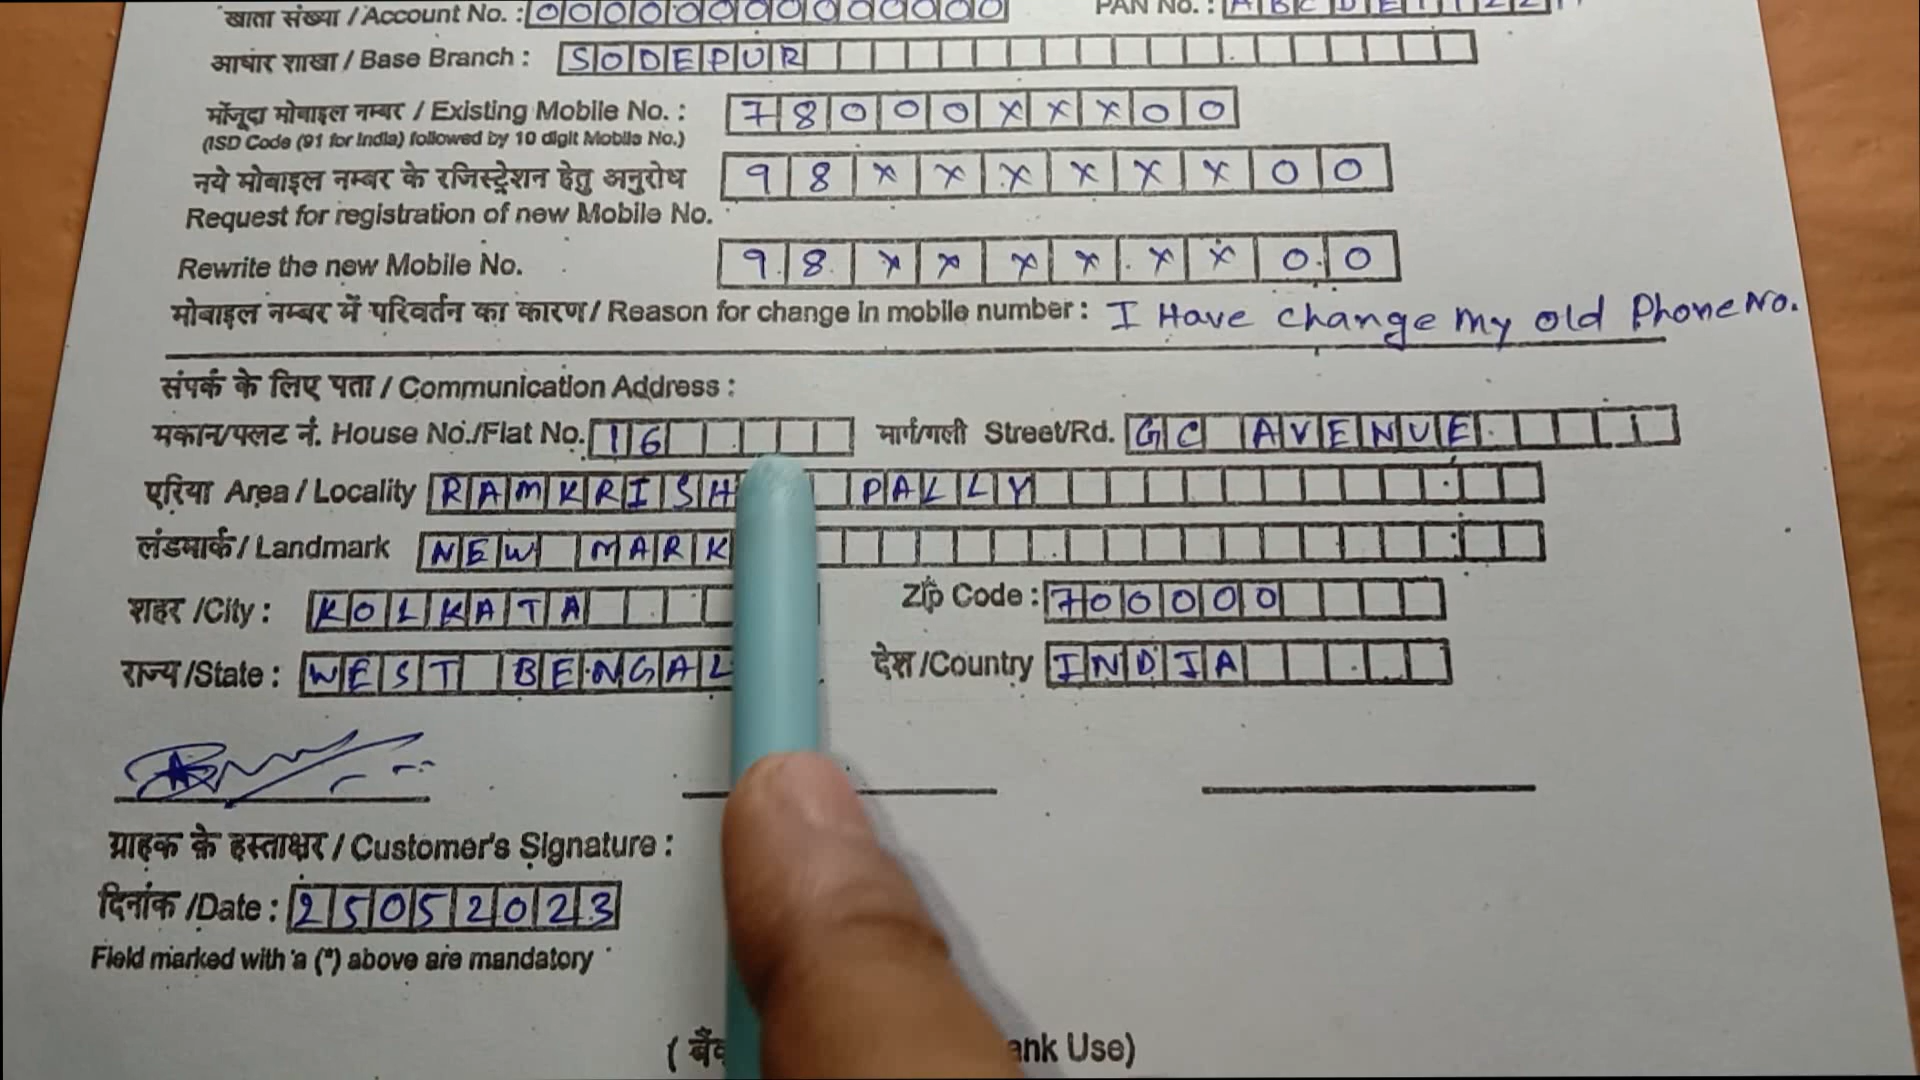 खाता संख्या / Account No. : 00000000000000 PAN No. :
आधार शाखा / Base Branch : SODEPUR
मौजूदा मोबाइल नम्बर / Existing Mobile No. : 78000xxx00
(ISD Code (91 for India) followed by 10 digit Mobile No.)
नये मोबाइल नम्बर के रजिस्ट्रेशन हेतु अनुरोध 98xxxxxx00
Request for registration of new Mobile No.
Rewrite the new Mobile No. 98xxxxxx00
मोबाइल नम्बर में परिवर्तन का कारण / Reason for change in mobile number : I Have change my old Phone No.
संपर्क के लिए पता / Communication Address :
मकान/फ्लट नं. House No./Flat No. 16 मार्ग/गली Street/Rd. GC AVENUE
एरिया Area / Locality RAMKRISH PALLY
लंडमार्क / Landmark NEW MARK
शहर /City : KOLKATA Zip Code : 700000
राज्य /State : WEST BENGAL देश /Country INDIA
ग्राहक के हस्ताक्षर / Customer's Signature :
दिनांक /Date : 25052023
Field marked with a (*) above are mandatory
Use)